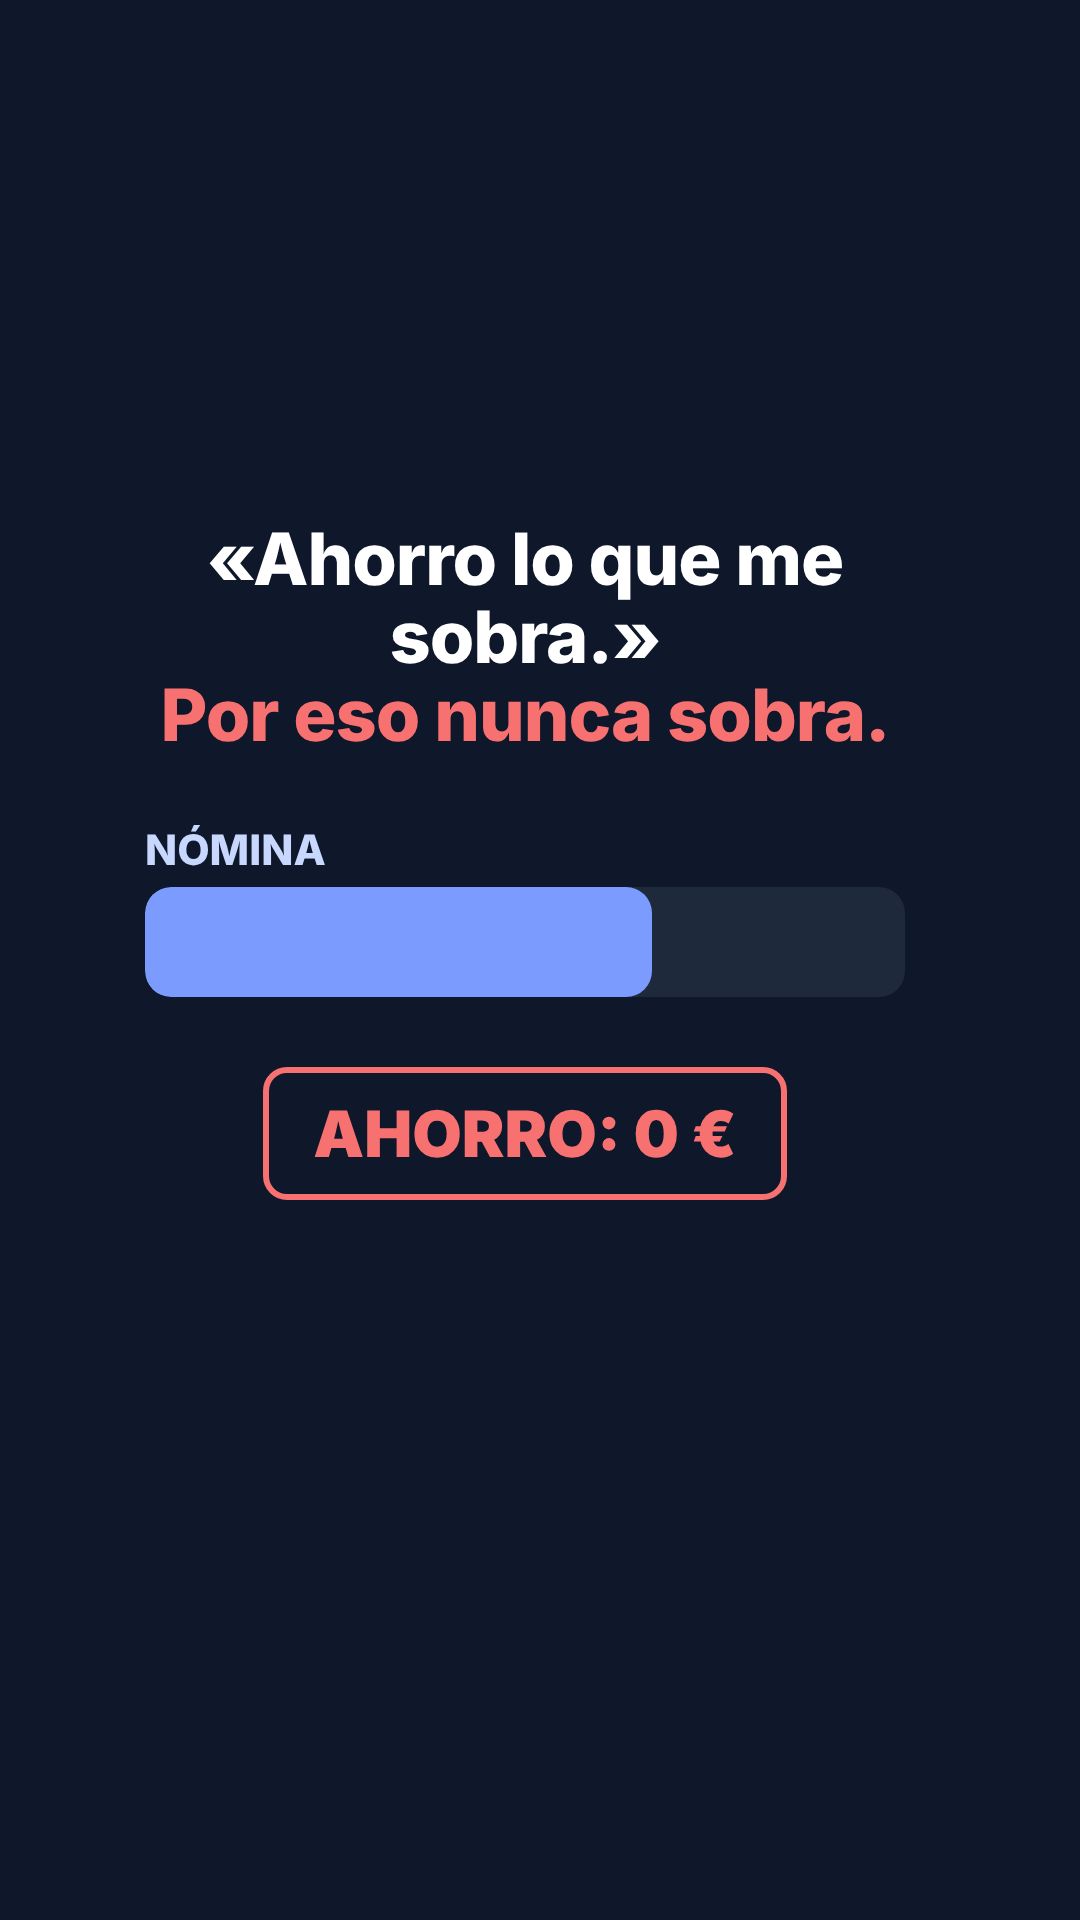 «Ahorro lo que me
sobra.»
Por eso nunca sobra.
NÓMINA
AHORRO: 0 €